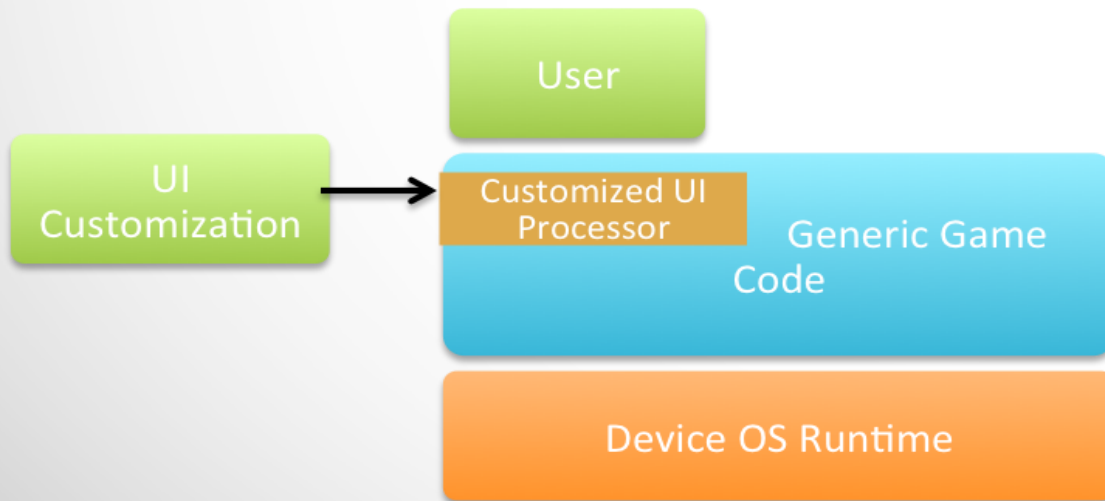 User
UI
Customization
Customized UI
Processor
Generic Game
Code
Device OS Runtime